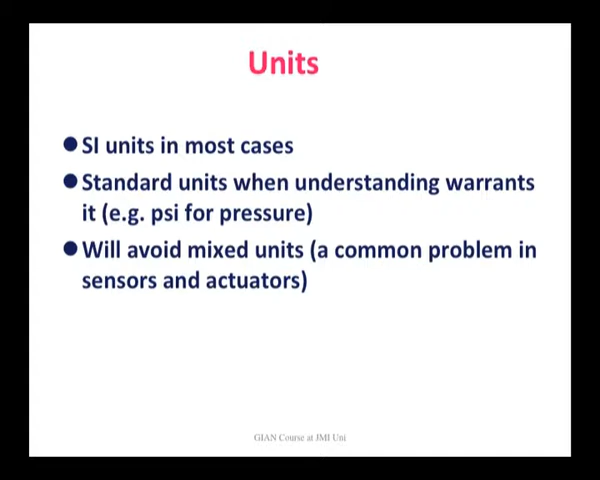 Units
● SI units in most cases
● Standard units when understanding warrants
it (e.g. psi for pressure)
● Will avoid mixed units (a common problem in
sensors and actuators)
GIAN Course at JMI Uni